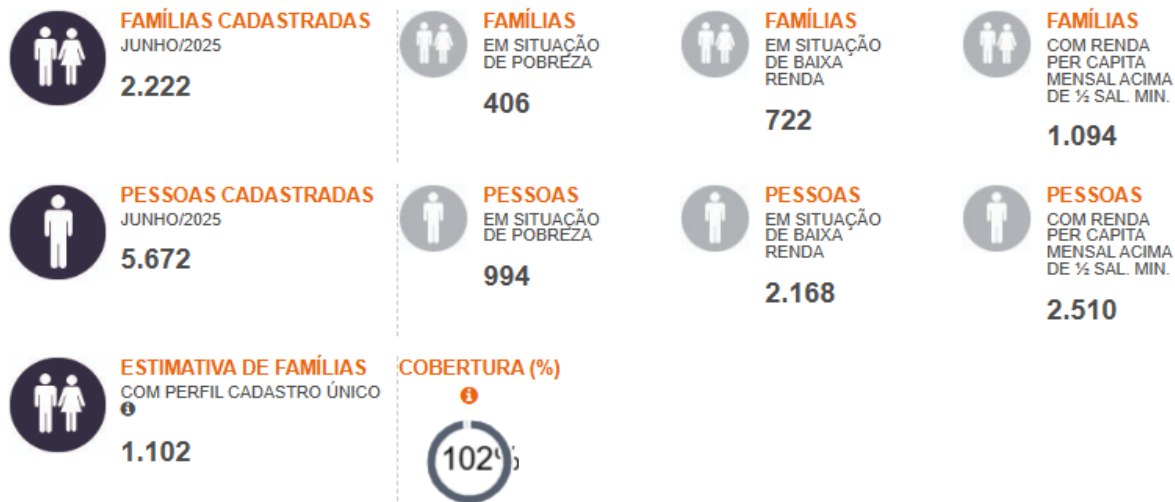 FAMÍLIAS CADASTRADAS
JUNHO/2025
2.222
FAMÍLIAS
EM SITUAÇÃO
DE POBREZA
406
FAMÍLIAS
EM SITUAÇÃO
DE BAIXA
RENDA
722
FAMÍLIAS
COM RENDA
PER CAPITA
MENSAL ACIMA
DE ½ SAL. MIN.
1.094
PESSOAS CADASTRADAS
JUNHO/2025
5.672
PESSOAS
EM SITUAÇÃO
DE POBREZA
994
PESSOAS
EM SITUAÇÃO
DE BAIXA
RENDA
2.168
PESSOAS
COM RENDA
PER CAPITA
MENSAL ACIMA
DE ½ SAL. MIN.
2.510
ESTIMATIVA DE FAMÍLIAS
COM PERFIL CADASTRO ÚNICO
1.102
COBERTURA (%)
102%